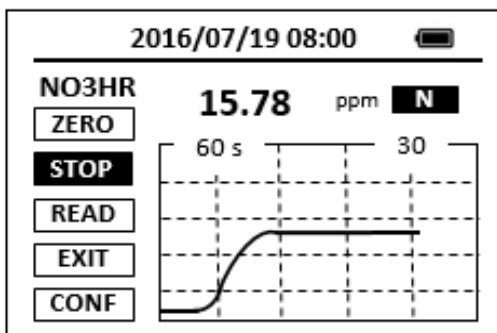 2016/07/19 08:00
NO3HR
15.78 ppm N
ZERO
60 s 30
STOP
READ
EXIT
CONF